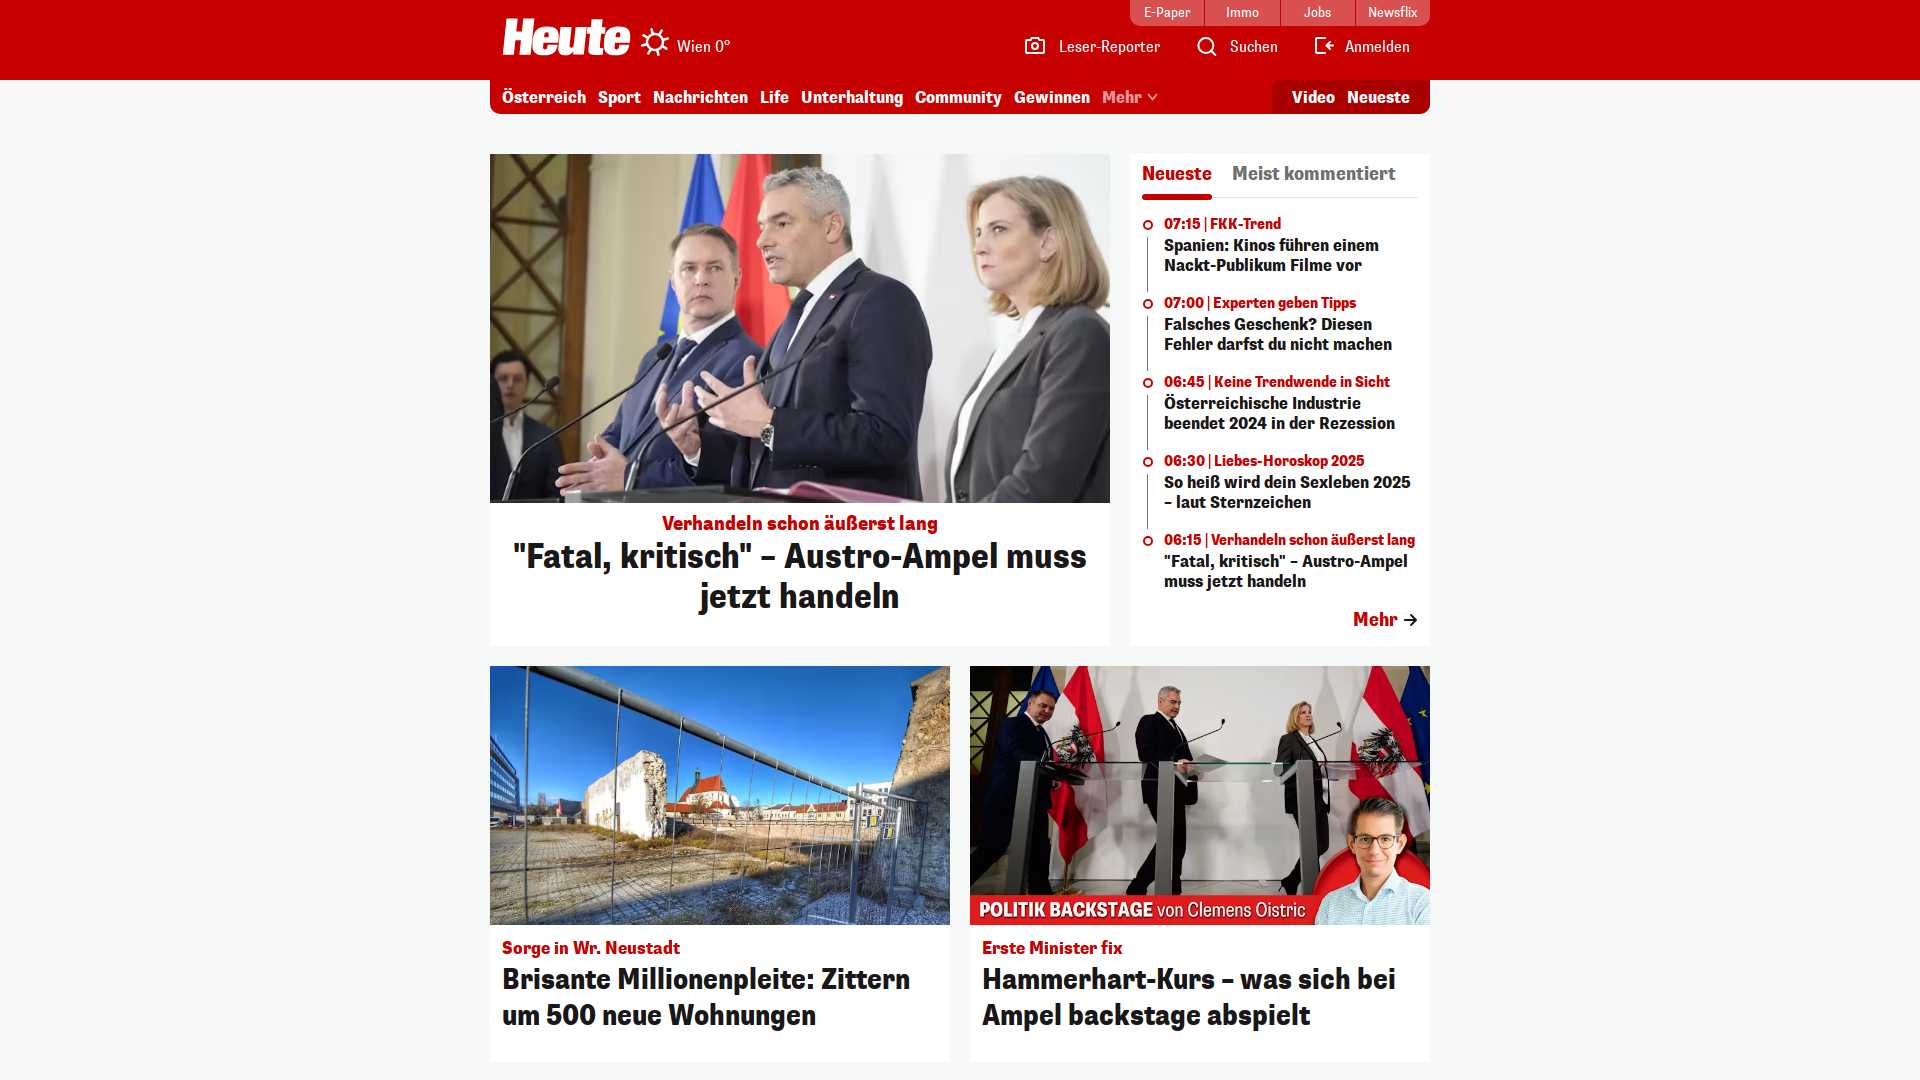 E-Paper
Immo
Jobs
Newsflix
Heute
Wien 0°
Leser-Reporter
Suchen
Anmelden
Österreich
Sport
Nachrichten
Life
Unterhaltung
Community
Gewinnen
Mehr
Video
Neueste
Verhandeln schon äußerst lang
"Fatal, kritisch" – Austro-Ampel muss
jetzt handeln
Neueste
Meist kommentiert
07:15 | FKK-Trend
Spanien: Kinos führen einem
Nackt-Publikum Filme vor
07:00 | Experten geben Tipps
Falsches Geschenk? Diesen
Fehler darfst du nicht machen
06:45 | Keine Trendwende in Sicht
Österreichische Industrie
beendet 2024 in der Rezession
06:30 | Liebes-Horoskop 2025
So heiß wird dein Sexleben 2025
– laut Sternzeichen
06:15 | Verhandeln schon äußerst lang
"Fatal, kritisch" – Austro-Ampel
muss jetzt handeln
Mehr
Sorge in Wr. Neustadt
Brisante Millionenpleite: Zittern
um 500 neue Wohnungen
POLITIK BACKSTAGE von Clemens Oistric
Erste Minister fix
Hammerhart-Kurs – was sich bei
Ampel backstage abspielt